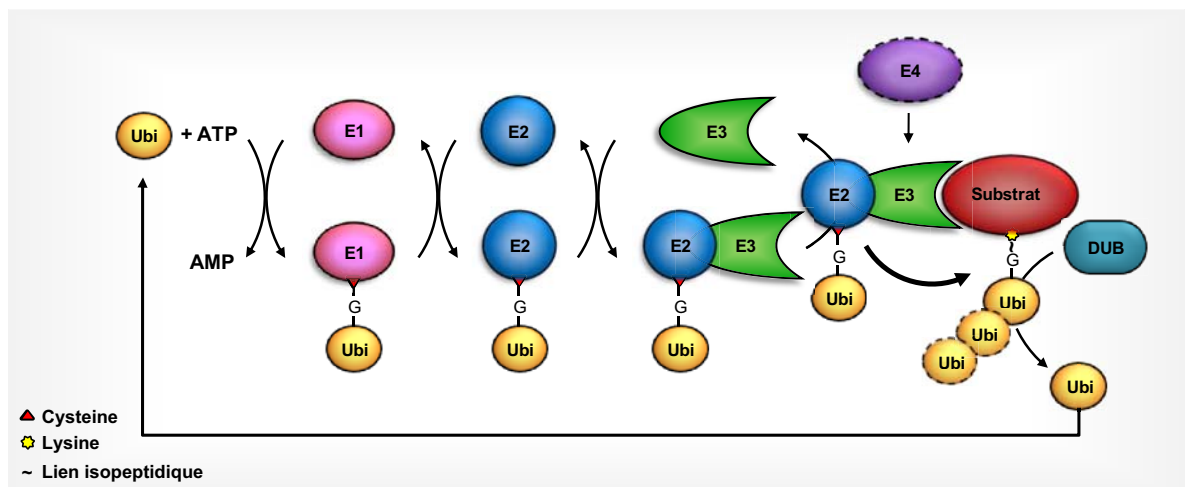 E4
Ubi + ATP
E1
E2
E3
E2
E3
Substrat
AMP
E1
E2
E2
E3
DUB
G
G
G
G
G
Ubi
Ubi
Ubi
Ubi
Ubi
Ubi
Ubi
Ubi
Cysteine
Lysine
~ Lien isopeptidique